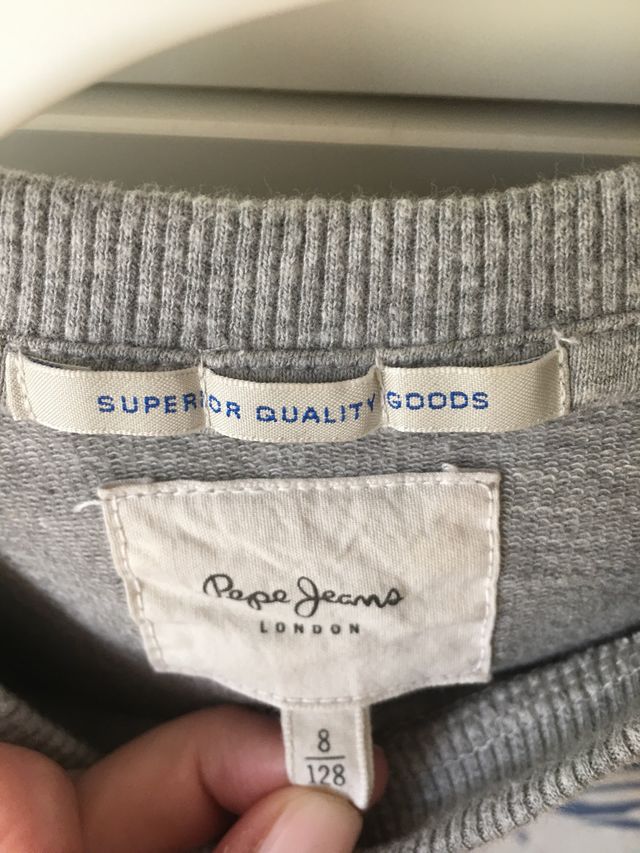 SUPERIOR QUALITY GOODS
Pepe Jeans
LONDON
8
128